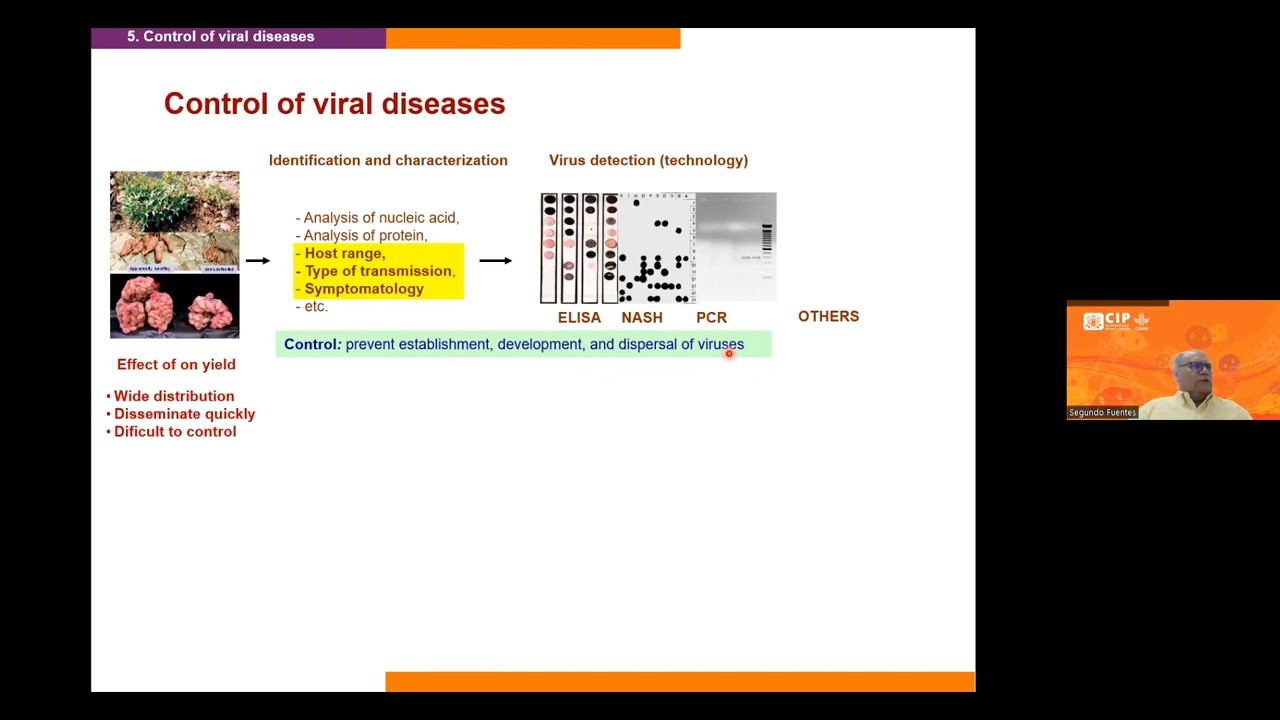 5. Control of viral diseases
Control of viral diseases
Identification and characterization
Virus detection (technology)
- Analysis of nucleic acid,
- Analysis of protein,
- Host range,
- Type of transmission,
- Symptomatology
- etc.
ELISA
NASH
PCR
OTHERS
Control: prevent establishment, development, and dispersal of viruses
Effect of on yield
• Wide distribution
• Disseminate quickly
• Dificult to control
CIP
Segundo Fuentes